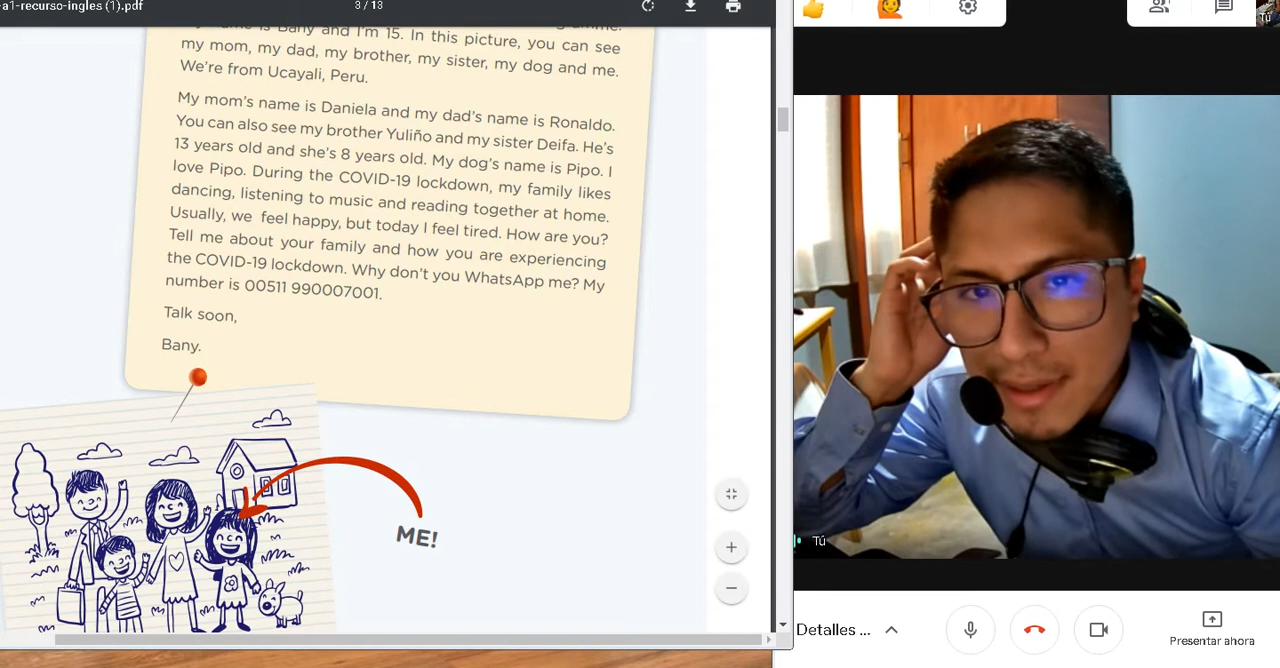 -a1-recurso-ingles (1).pdf
3 / 13
name is Bany and I'm 15. In this picture, you can see
my mom, my dad, my brother, my sister, my dog and me.
We're from Ucayali, Peru.
My mom's name is Daniela and my dad's name is Ronaldo.
You can also see my brother Yuliño and my sister Deifa. He's
13 years old and she's 8 years old. My dog's name is Pipo. I
love Pipo. During the COVID-19 lockdown, my family likes
dancing, listening to music and reading together at home.
Usually, we feel happy, but today I feel tired. How are you?
Tell me about your family and how you are experiencing
the COVID-19 lockdown. Why don't you WhatsApp me? My
number is 00511 990007001.
Talk soon,
Bany.
ME!
Tú
Tú
Detalles ...
Presentar ahora